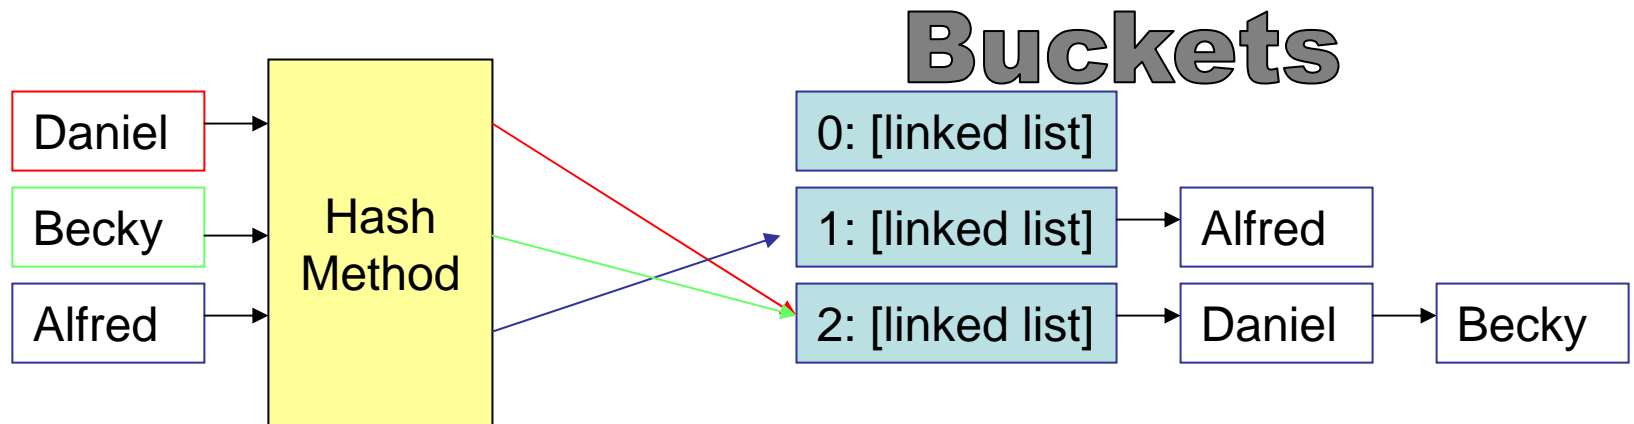 Buckets
Daniel
Becky
Alfred
Hash
Method
0: [linked list]
1: [linked list]
Alfred
2: [linked list]
Daniel
Becky